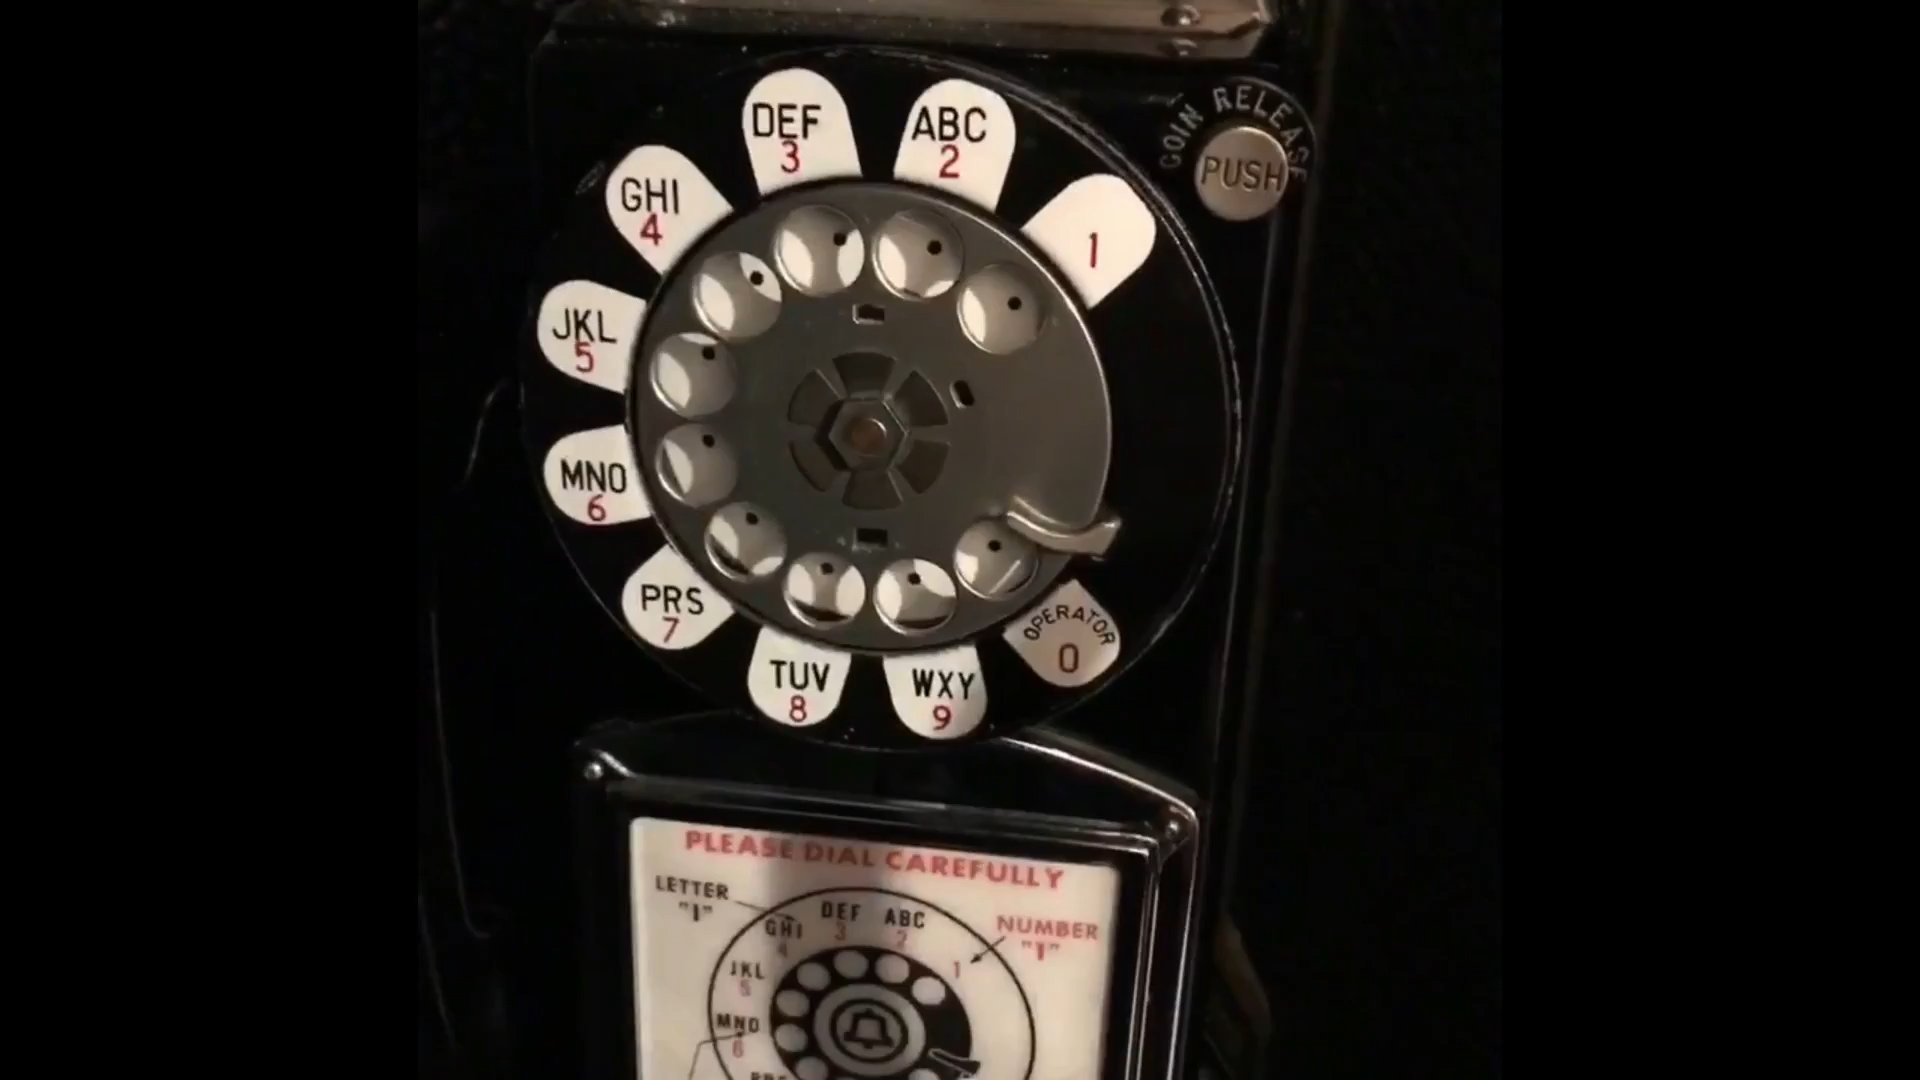 COIN RELEASE
PUSH
ABC
2
DEF
3
1
GHI
4
JKL
5
MNO
6
PRS
7
TUV
8
WXY
9
OPERATOR
0
PLEASE DIAL CAREFULLY
LETTER
"I"
NUMBER
"1"
DEF
3
ABC
2
GHI
4
1
JKL
5
MNO
6